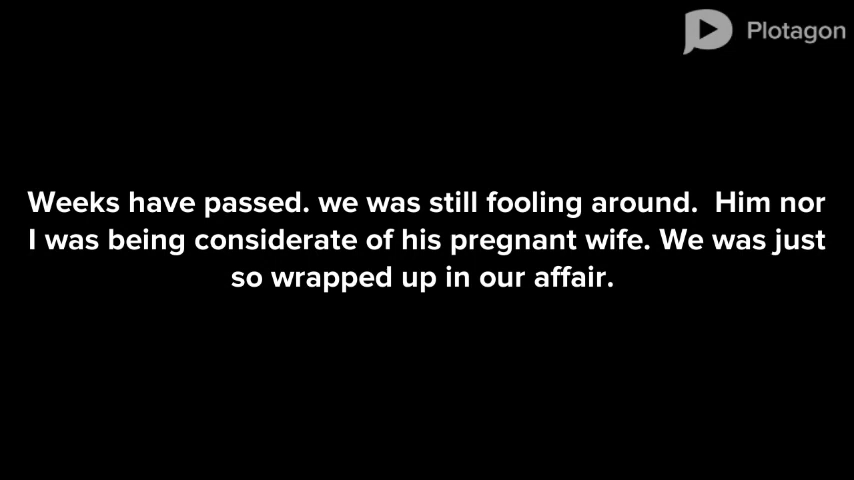 Plotagon
Weeks have passed. we was still fooling around.  Him nor
I was being considerate of his pregnant wife. We was just
so wrapped up in our affair.